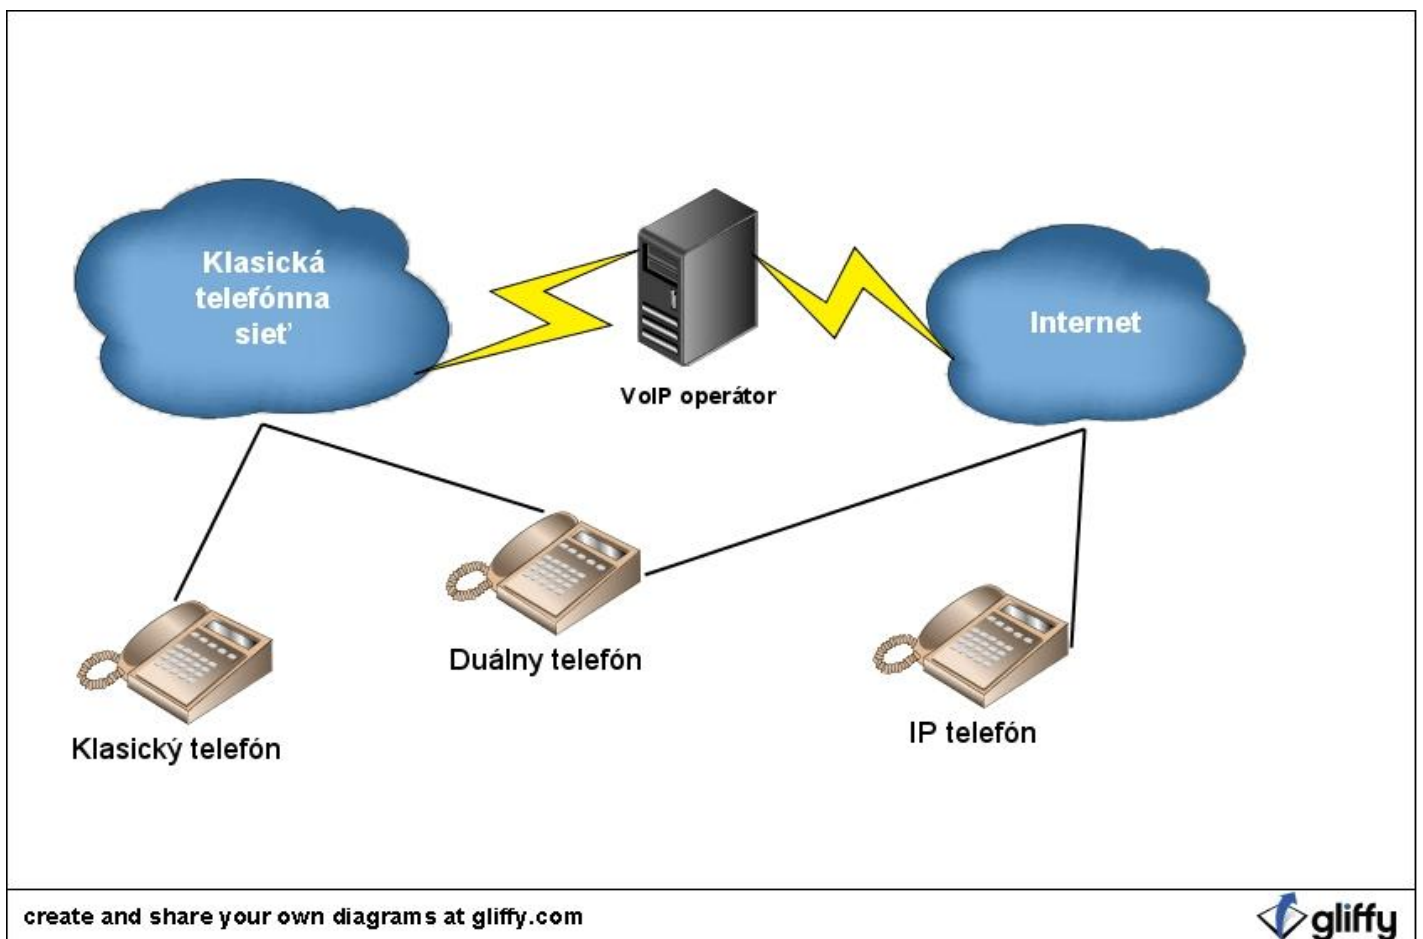 Klasická
telefónna
sieť
Internet
VoIP operátor
Duálny telefón
IP telefón
Klasický telefón
create and share your own diagrams at gliffy.com
gliffy